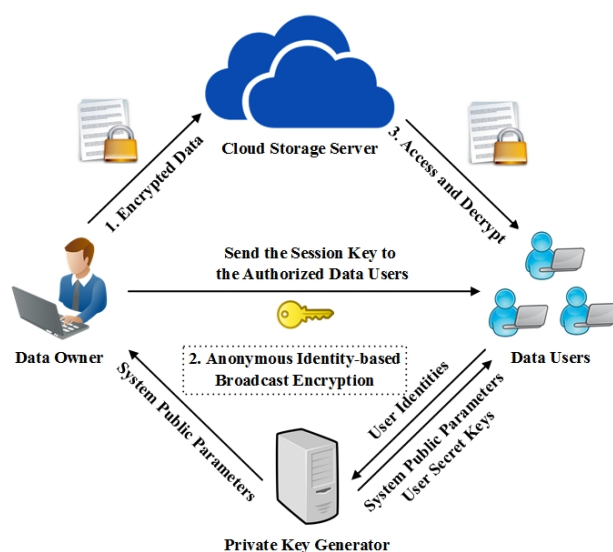 Cloud Storage Server
1. Encrypted Data
3. Access and Decrypt
Send the Session Key to
the Authorized Data Users
Data Owner
Data Users
2. Anonymous Identity-based
Broadcast Encryption
System Public Parameters
User Identities
System Public Parameters
User Secret Keys
Private Key Generator